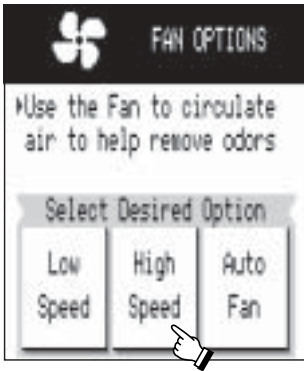 FAN OPTIONS
Use the Fan to circulate
air to help remove odors
Select Desired Option
Low
Speed
High
Speed
Auto
Fan